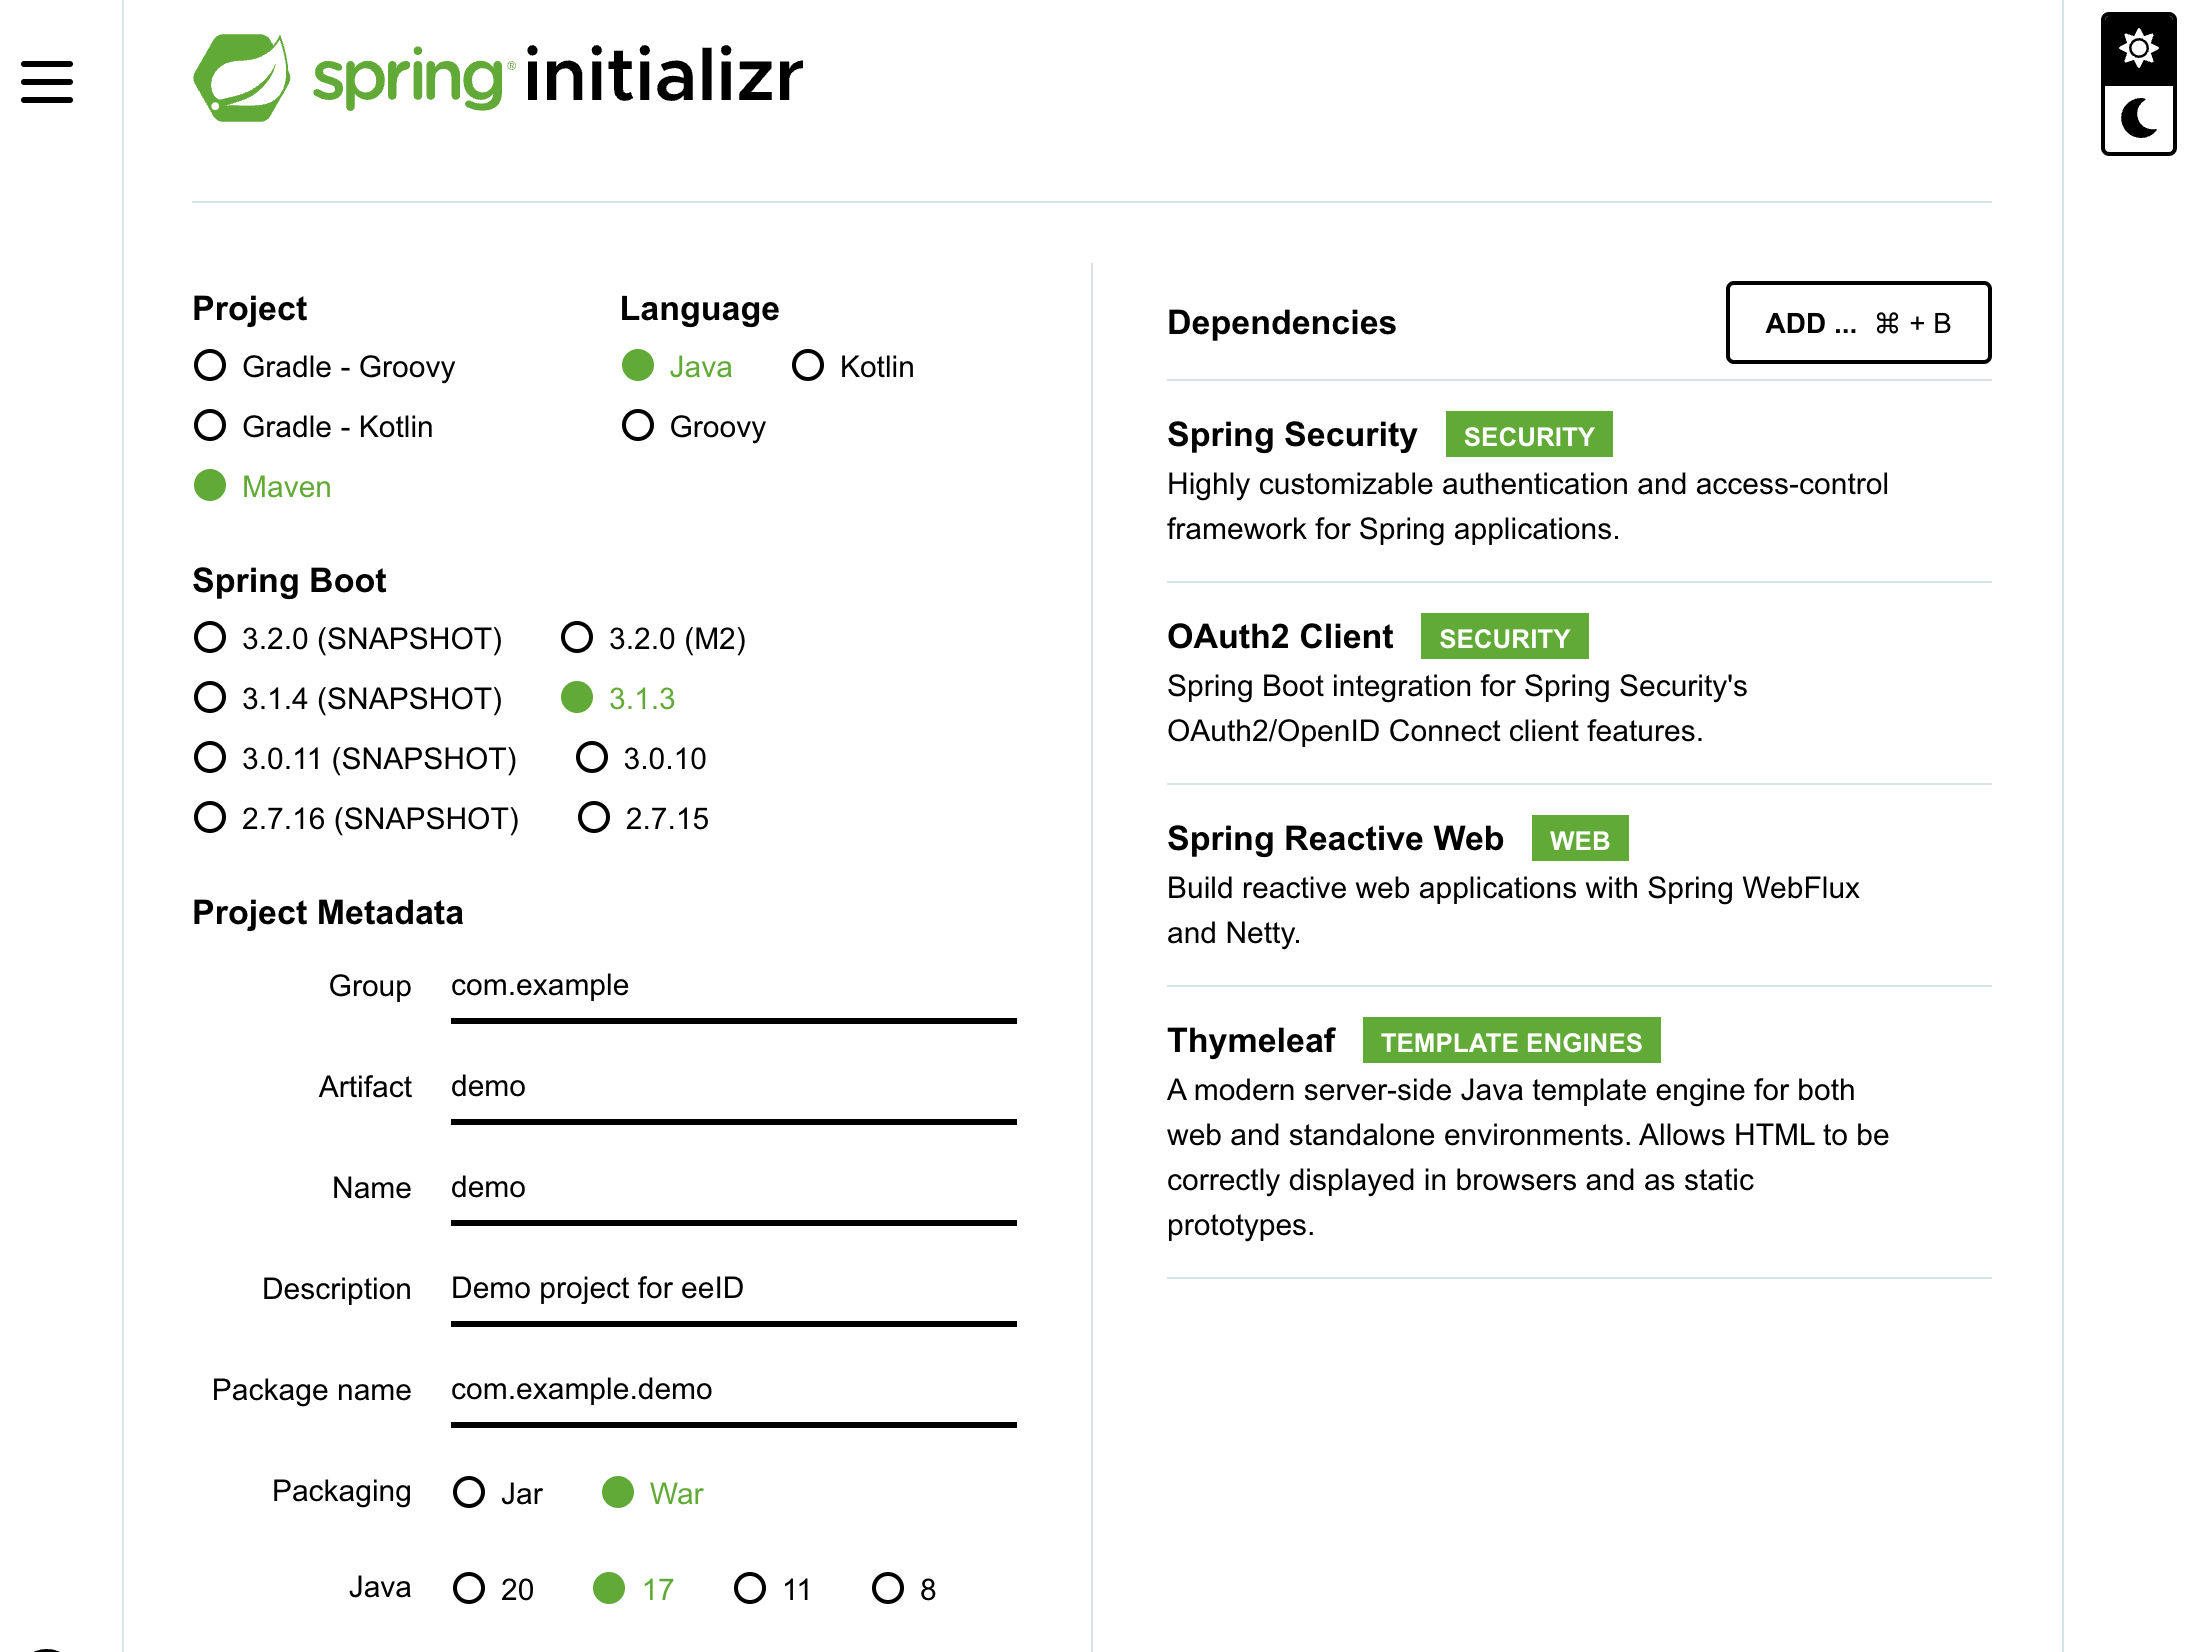 spring® initializr
Project
Gradle - Groovy
Gradle - Kotlin
Maven
Language
Java Kotlin
Groovy
Spring Boot
3.2.0 (SNAPSHOT) 3.2.0 (M2)
3.1.4 (SNAPSHOT) 3.1.3
3.0.11 (SNAPSHOT) 3.0.10
2.7.16 (SNAPSHOT) 2.7.15
Project Metadata
Group com.example
Artifact demo
Name demo
Description Demo project for eeID
Package name com.example.demo
Packaging Jar War
Java 20 17 11 8
Dependencies ADD ... ⌘ + B
Spring Security SECURITY
Highly customizable authentication and access-control
framework for Spring applications.
OAuth2 Client SECURITY
Spring Boot integration for Spring Security's
OAuth2/OpenID Connect client features.
Spring Reactive Web WEB
Build reactive web applications with Spring WebFlux
and Netty.
Thymeleaf TEMPLATE ENGINES
A modern server-side Java template engine for both
web and standalone environments. Allows HTML to be
correctly displayed in browsers and as static
prototypes.